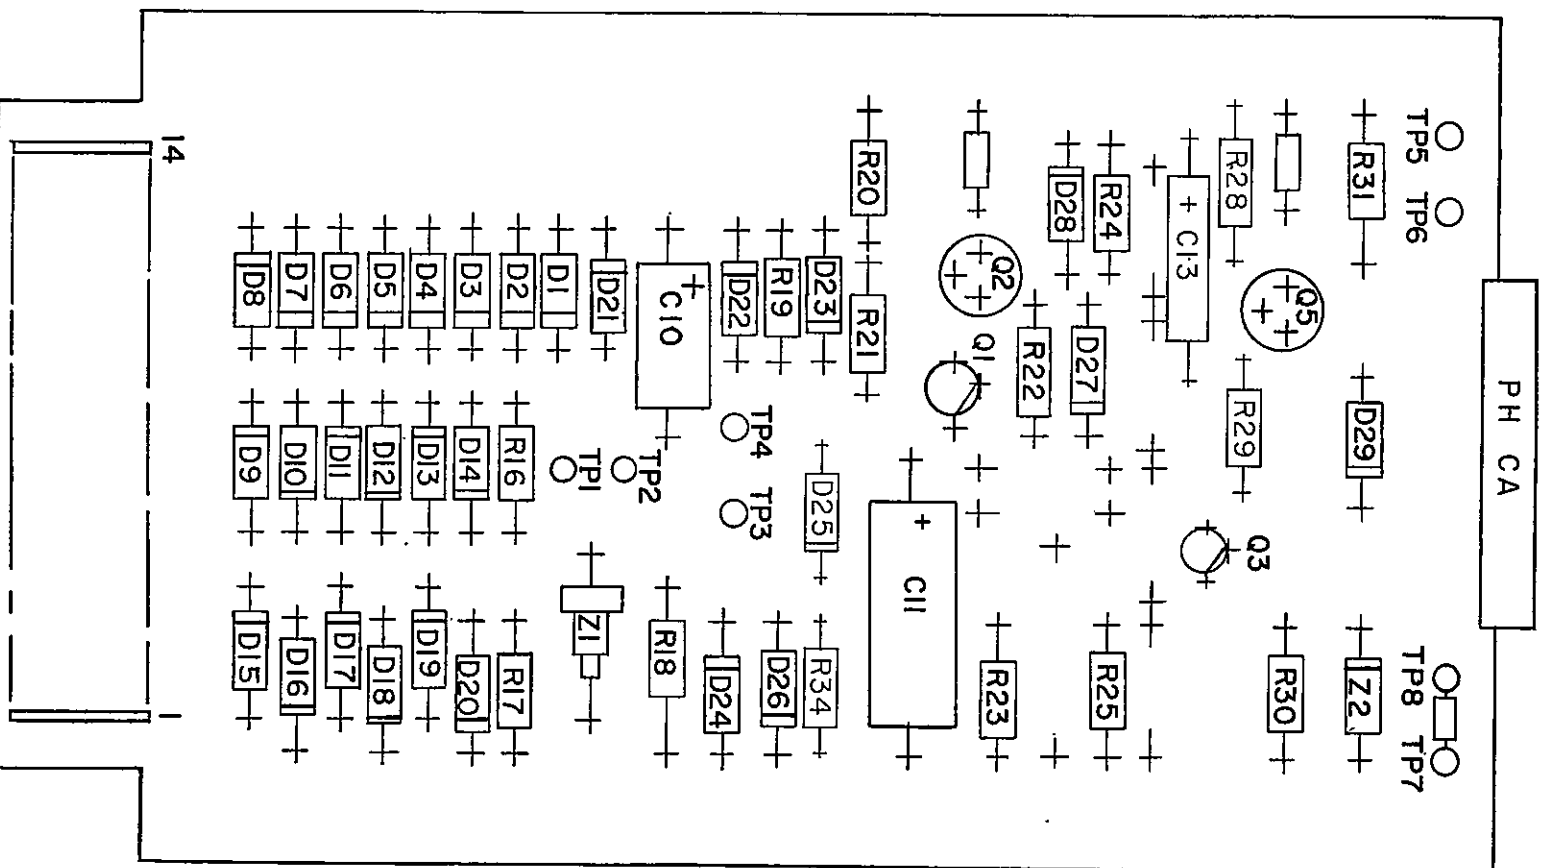 14
1
D8
D7
D6
D5
D4
D3
D2
D1
D21
+
C10
D22
R19
D23
R20
R21
Q2
Q1
D28
R24
R22
D27
+ C13
R28
Q5
R31
TP5
TP6
PH CA
D9
D10
D11
D12
D13
D14
R16
TP1
TP2
TP4
TP3
D25
+
C11
R29
D29
Q3
D15
D16
D17
D18
D19
D20
R17
Z1
R18
D24
D26
R34
R23
R25
R30
Z2
TP8
TP7